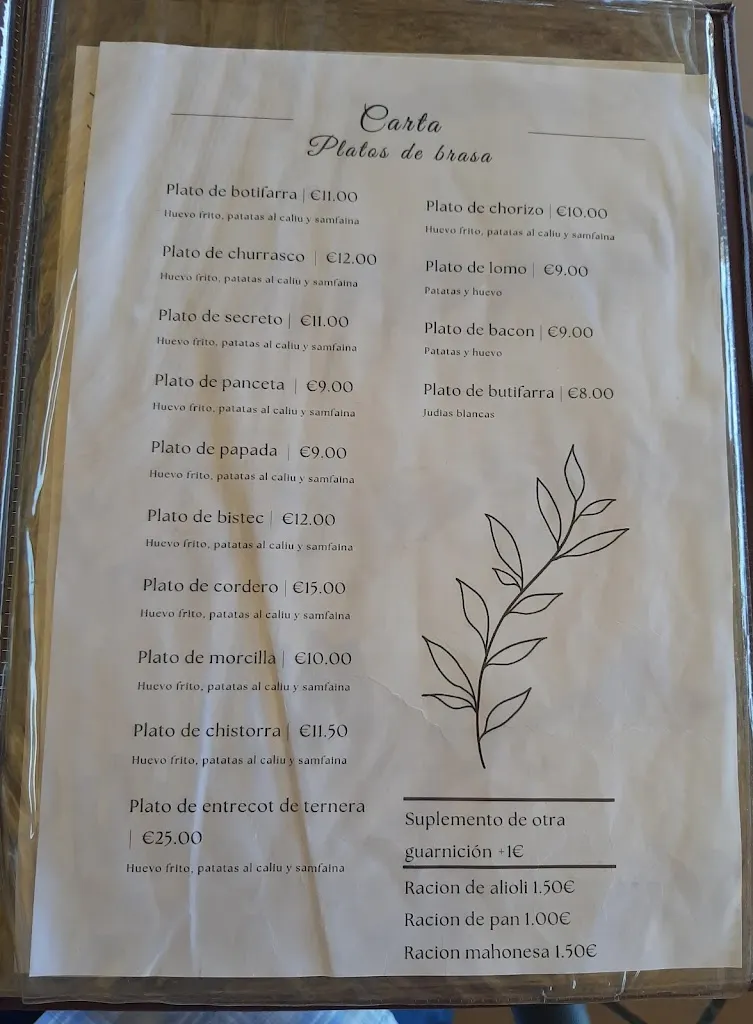 Carta
Platos de brasa
Plato de botifarra | €11.00
Huevo frito, patatas al caliu y samfaina
Plato de churrasco | €12.00
Huevo frito, patatas al caliu y samfaina
Plato de secreto | €11.00
Huevo frito, patatas al caliu y samfaina
Plato de panceta | €9.00
Huevo frito, patatas al caliu y samfaina
Plato de papada | €9.00
Huevo frito, patatas al caliu y samfaina
Plato de bistec | €12.00
Huevo frito, patatas al caliu y samfaina
Plato de cordero | €15.00
Huevo frito, patatas al caliu y samfaina
Plato de morcilla | €10.00
Huevo frito, patatas al caliu y samfaina
Plato de chistorra | €11.50
Huevo frito, patatas al caliu y samfaina
Plato de entrecot de ternera
| €25.00
Huevo frito, patatas al caliu y samfaina
Plato de chorizo | €10.00
Huevo frito, patatas al caliu y samfaina
Plato de lomo | €9.00
Patatas y huevo
Plato de bacon | €9.00
Patatas y huevo
Plato de butifarra | €8.00
Judias blancas
Suplemento de otra
guarnición +1€
Racion de alioli 1.50€
Racion de pan 1.00€
Racion mahonesa 1.50€